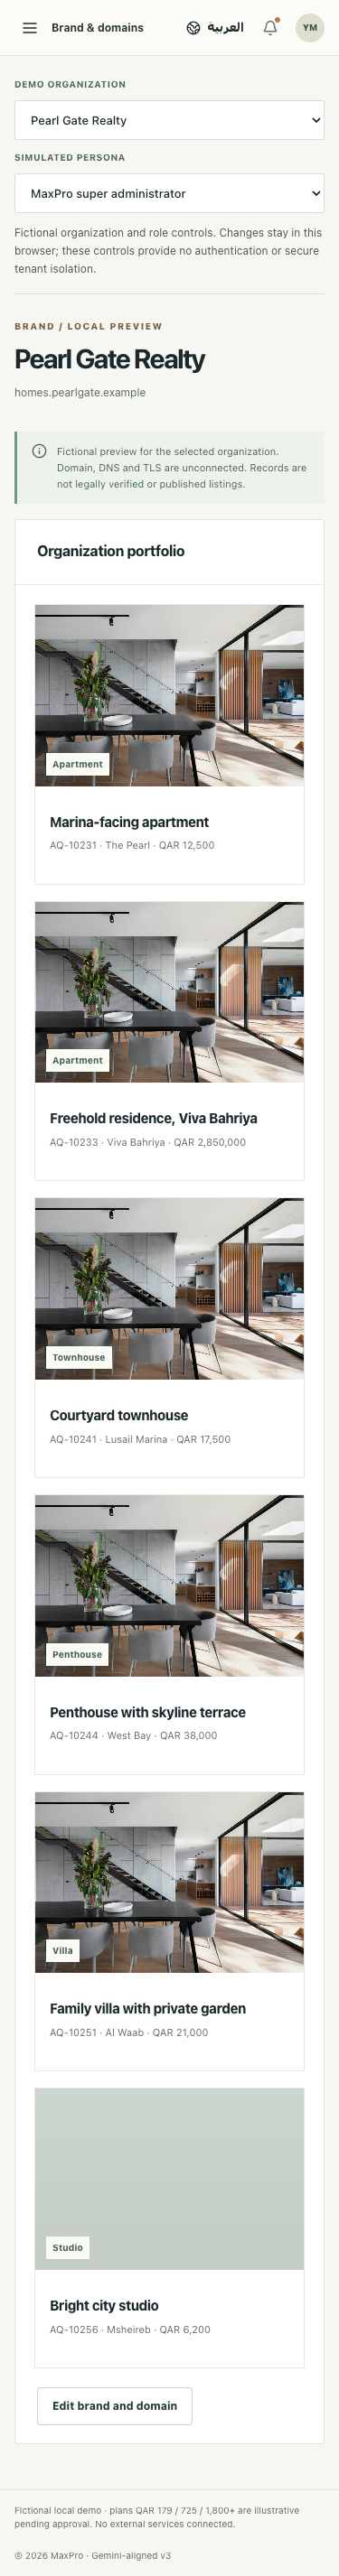 Brand & domains
العربية
YM
DEMO ORGANIZATION
Pearl Gate Realty
SIMULATED PERSONA
MaxPro super administrator
Fictional organization and role controls. Changes stay in this
browser; these controls provide no authentication or secure
tenant isolation.
BRAND / LOCAL PREVIEW
Pearl Gate Realty
homes.pearlgate.example
Fictional preview for the selected organization.
Domain, DNS and TLS are unconnected. Records are
not legally verified or published listings.
Organization portfolio
Apartment
Marina-facing apartment
AQ-10231 · The Pearl · QAR 12,500
Apartment
Freehold residence, Viva Bahriya
AQ-10233 · Viva Bahriya · QAR 2,850,000
Townhouse
Courtyard townhouse
AQ-10241 · Lusail Marina · QAR 17,500
Penthouse
Penthouse with skyline terrace
AQ-10244 · West Bay · QAR 38,000
Villa
Family villa with private garden
AQ-10251 · Al Waab · QAR 21,000
Studio
Bright city studio
AQ-10256 · Msheireb · QAR 6,200
Edit brand and domain
Fictional local demo · plans QAR 179 / 725 / 1,800+ are illustrative
pending approval. No external services connected.
© 2026 MaxPro · Gemini-aligned v3